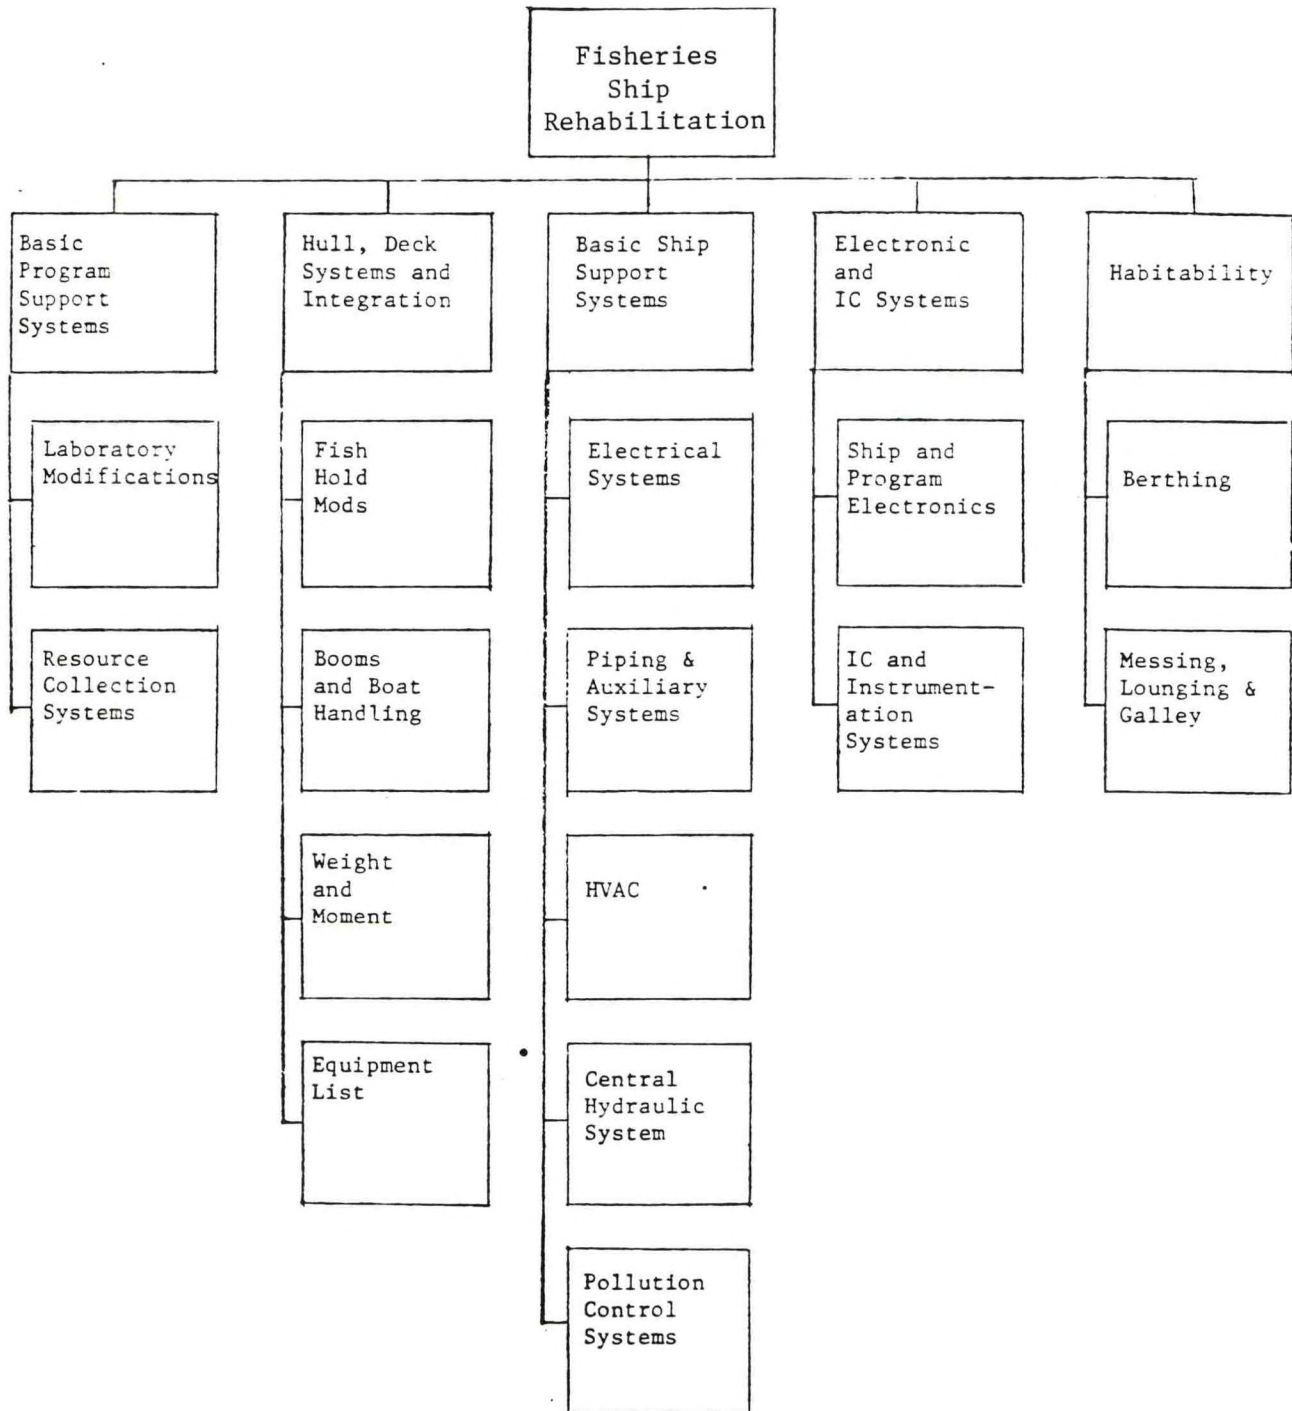 Fisheries
Ship
Rehabilitation
Basic
Program
Support
Systems
Hull, Deck
Systems and
Integration
Basic Ship
Support
Systems
Electronic
and
IC Systems
Habitability
Laboratory
Modifications
Resource
Collection
Systems
Fish
Hold
Mods
Booms
and Boat
Handling
Weight
and
Moment
Equipment
List
Electrical
Systems
Piping &
Auxiliary
Systems
HVAC
Central
Hydraulic
System
Pollution
Control
Systems
Ship and
Program
Electronics
IC and
Instrument-
ation
Systems
Berthing
Messing,
Lounging &
Galley